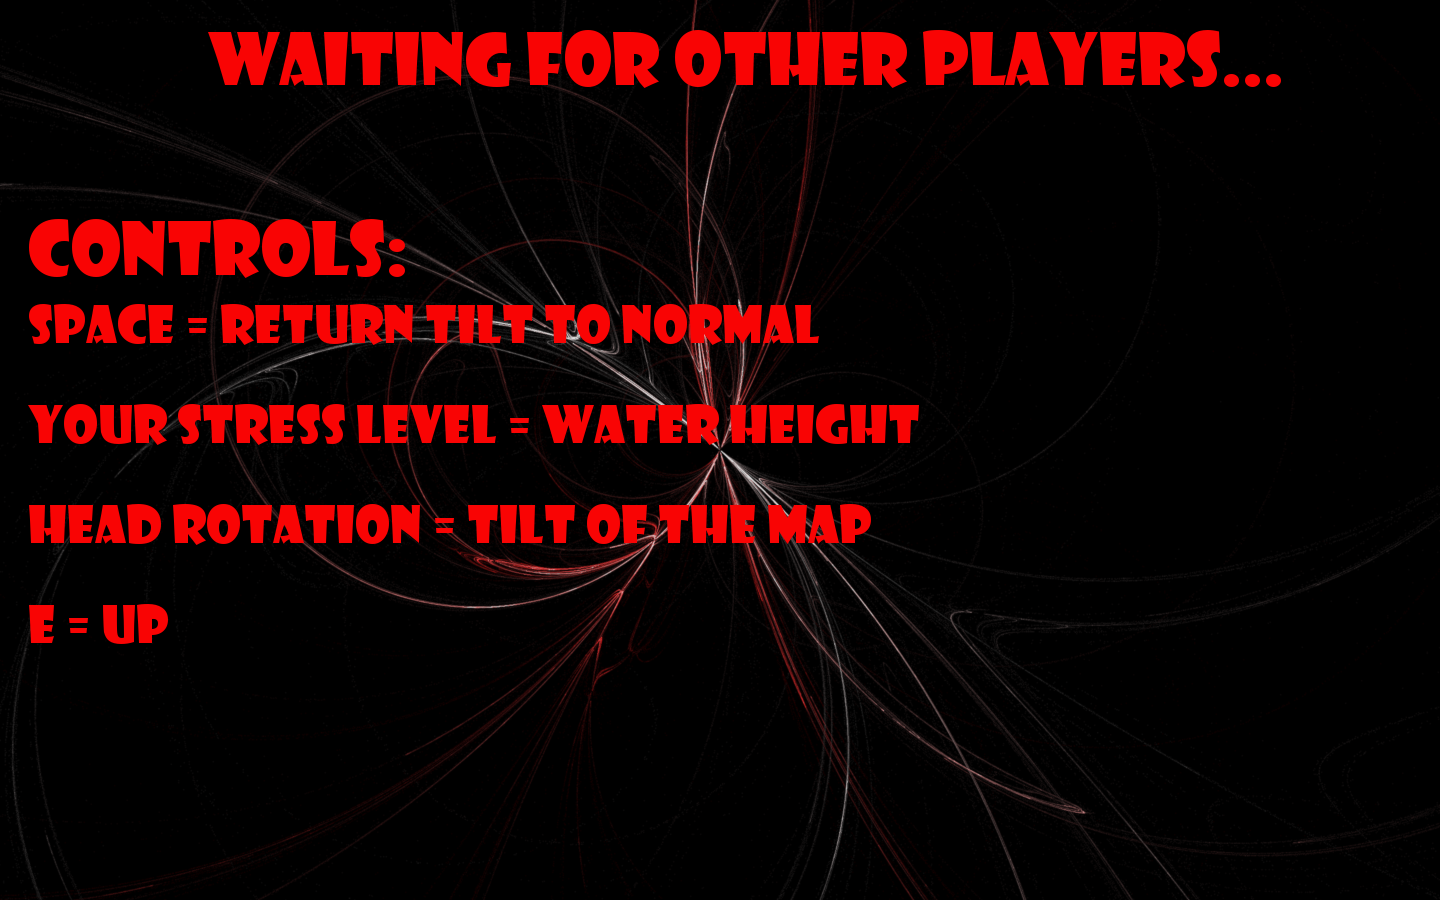 WAITING FOR OTHER PLAYERS...
CONTROLS:
SPACE = RETURN TILT TO NORMAL
YOUR STRESS LEVEL = WATER HEIGHT
HEAD ROTATION = TILT OF THE MAP
E = UP